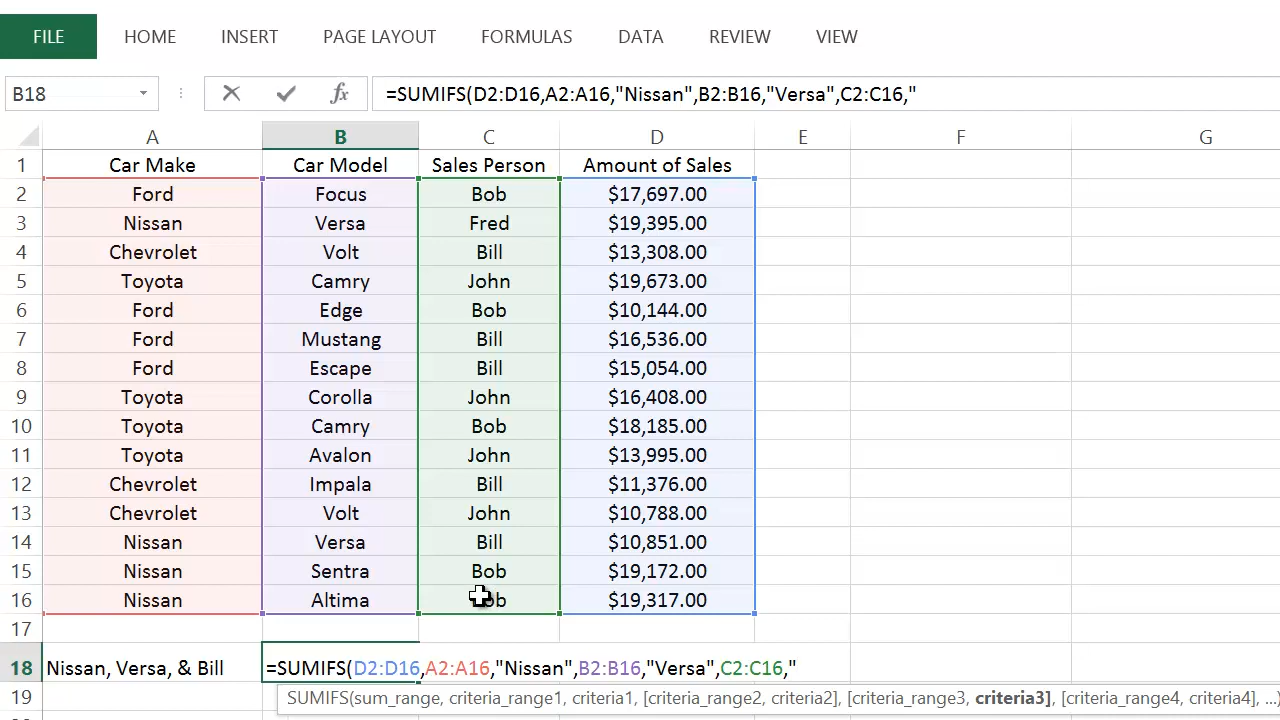 FILE HOME INSERT PAGE LAYOUT FORMULAS DATA REVIEW VIEW
B18 fx =SUMIFS(D2:D16,A2:A16,"Nissan",B2:B16,"Versa",C2:C16,"
A B C D E F G
1 Car Make Car Model Sales Person Amount of Sales
2 Ford Focus Bob $17,697.00
3 Nissan Versa Fred $19,395.00
4 Chevrolet Volt Bill $13,308.00
5 Toyota Camry John $19,673.00
6 Ford Edge Bob $10,144.00
7 Ford Mustang Bill $16,536.00
8 Ford Escape Bill $15,054.00
9 Toyota Corolla John $16,408.00
10 Toyota Camry Bob $18,185.00
11 Toyota Avalon John $13,995.00
12 Chevrolet Impala Bill $11,376.00
13 Chevrolet Volt John $10,788.00
14 Nissan Versa Bill $10,851.00
15 Nissan Sentra Bob $19,172.00
16 Nissan Altima $19,317.00
17
18 Nissan, Versa, & Bill =SUMIFS(D2:D16,A2:A16,"Nissan",B2:B16,"Versa",C2:C16,"
19 SUMIFS(sum_range, criteria_range1, criteria1, [criteria_range2, criteria2], [criteria_range3, criteria3], [criteria_range4, criteria4], ...)